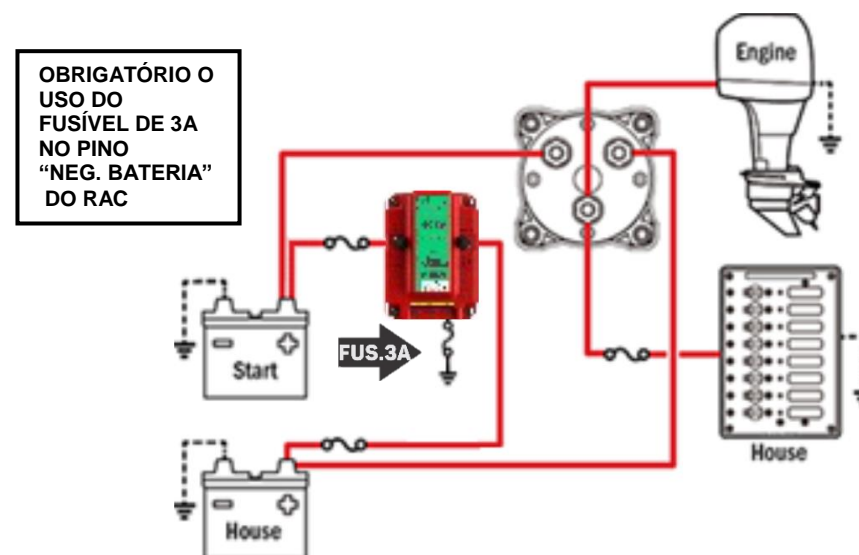 OBRIGATÓRIO O
USO DO
FUSÍVEL DE 3A
NO PINO
“NEG. BATERIA”
DO RAC
Engine
FUS.3A
Start
House
House